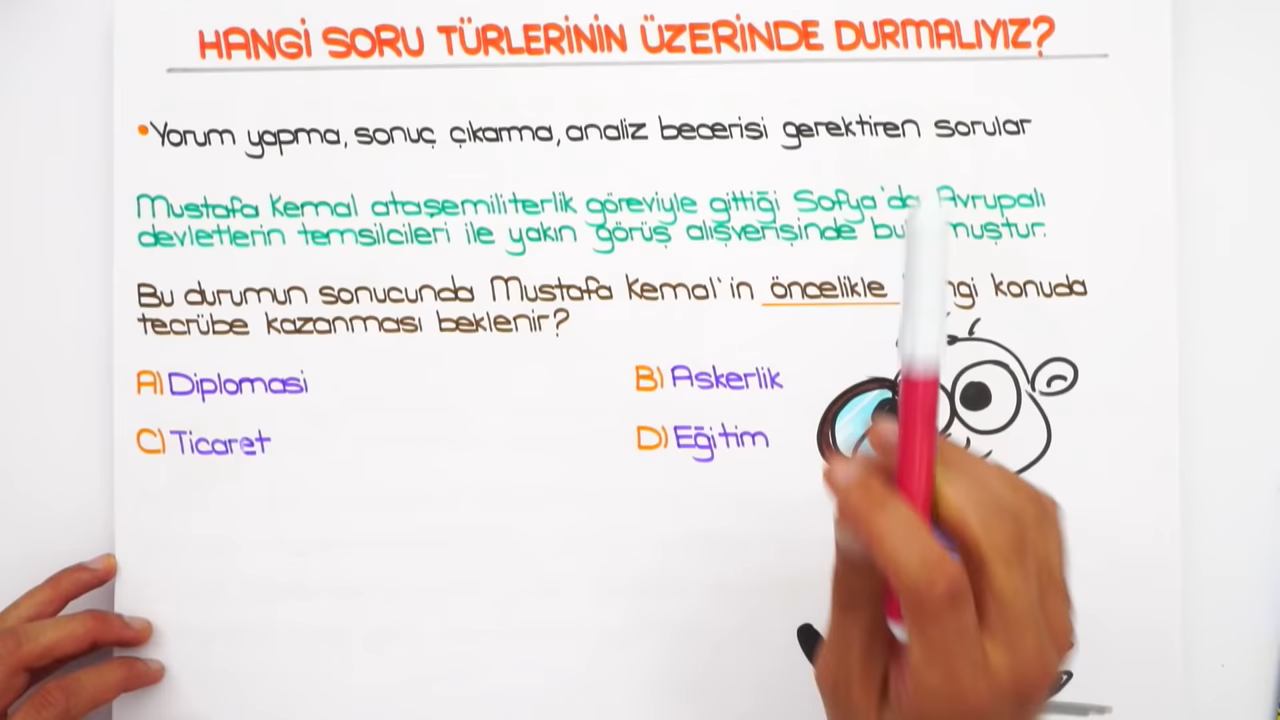 HANGİ SORU TÜRLERİNİN ÜZERİNDE DURMALIYIZ?
•Yorum yapma, sonuç çıkarma, analiz becerisi gerektiren sorular
Mustafa Kemal ataşemiliterlik göreviyle gittiği Sofya'da Avrupalı
devletlerin temsilcileri ile yakın görüş alışverişinde
Bu durumun sonucunda Mustafa Kemal'in öncelikle konuda
tecrübe kazanması beklenir?
A) Diplomasi
B) Askerlik
C) Ticaret
D) Eğitim